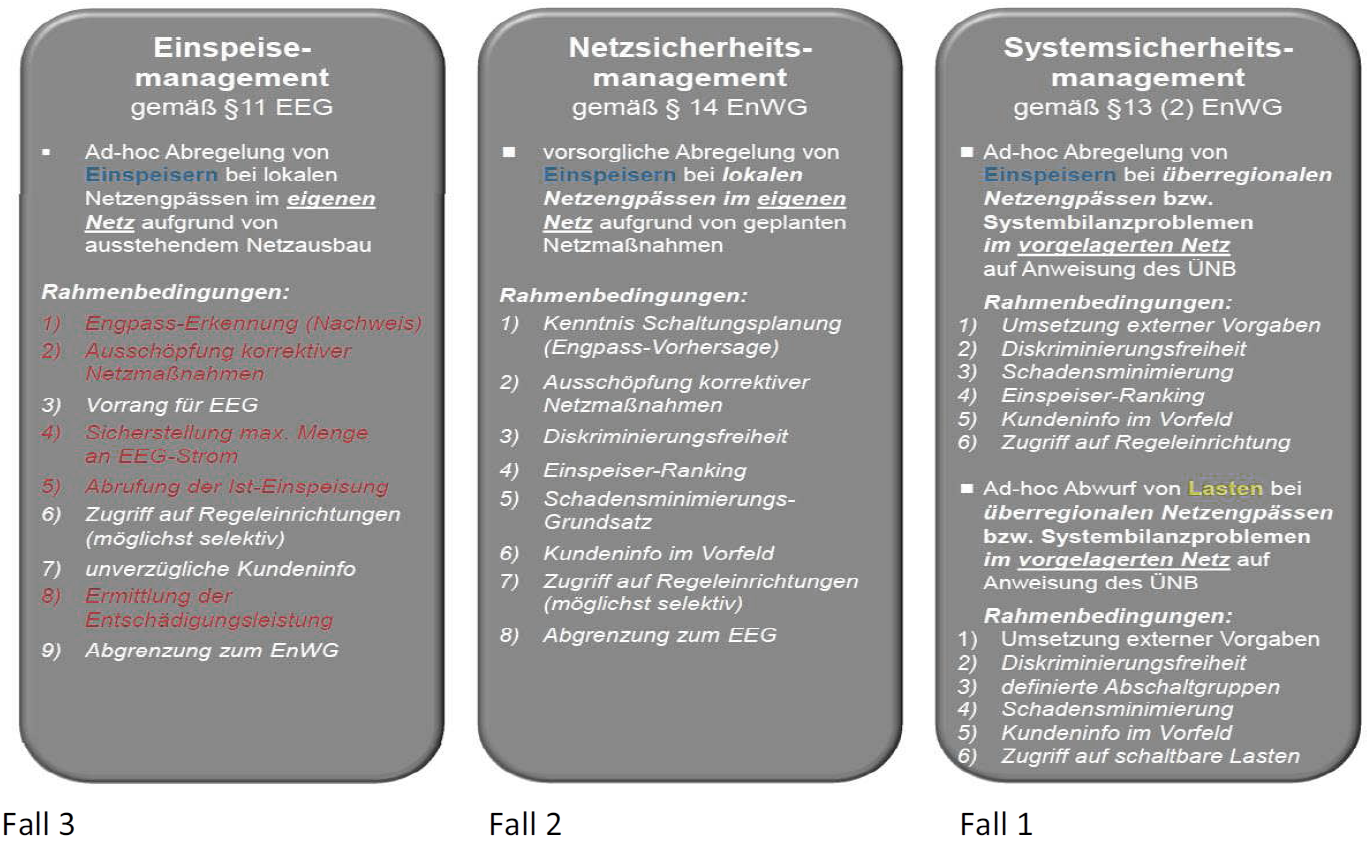 Einspeise-
management
gemäß §11 EEG
▪ Ad-hoc Abregelung von
Einspeisern bei lokalen
Netzengpässen im eigenen
Netz aufgrund von
ausstehendem Netzausbau
Rahmenbedingungen:
1) Engpass-Erkennung (Nachweis)
2) Ausschöpfung korrektiver
Netzmaßnahmen
3) Vorrang für EEG
4) Sicherstellung max. Menge
an EEG-Strom
5) Abrufung der Ist-Einspeisung
6) Zugriff auf Regeleinrichtungen
(möglichst selektiv)
7) unverzügliche Kundeninfo
8) Ermittlung der
Entschädigungsleistung
9) Abgrenzung zum EnWG
Fall 3
Netzsicherheits-
management
gemäß § 14 EnWG
■ vorsorgliche Abregelung von
Einspeisern bei lokalen
Netzengpässen im eigenen
Netz aufgrund von geplanten
Netzmaßnahmen
Rahmenbedingungen:
1) Kenntnis Schaltungsplanung
(Engpass-Vorhersage)
2) Ausschöpfung korrektiver
Netzmaßnahmen
3) Diskriminierungsfreiheit
4) Einspeiser-Ranking
5) Schadensminimierungs-
Grundsatz
6) Kundeninfo im Vorfeld
7) Zugriff auf Regeleinrichtungen
(möglichst selektiv)
8) Abgrenzung zum EEG
Fall 2
Systemsicherheits-
management
gemäß §13 (2) EnWG
■ Ad-hoc Abregelung von
Einspeisern bei überregionalen
Netzengpässen bzw.
Systembilanzproblemen
im vorgelagerten Netz
auf Anweisung des ÜNB
Rahmenbedingungen:
1) Umsetzung externer Vorgaben
2) Diskriminierungsfreiheit
3) Schadensminimierung
4) Einspeiser-Ranking
5) Kundeninfo im Vorfeld
6) Zugriff auf Regeleinrichtung
■ Ad-hoc Abwurf von Lasten bei
überregionalen Netzengpässen
bzw. Systembilanzproblemen
im vorgelagerten Netz auf
Anweisung des ÜNB
Rahmenbedingungen:
1) Umsetzung externer Vorgaben
2) Diskriminierungsfreiheit
3) definierte Abschaltgruppen
4) Schadensminimierung
5) Kundeninfo im Vorfeld
6) Zugriff auf schaltbare Lasten
Fall 1